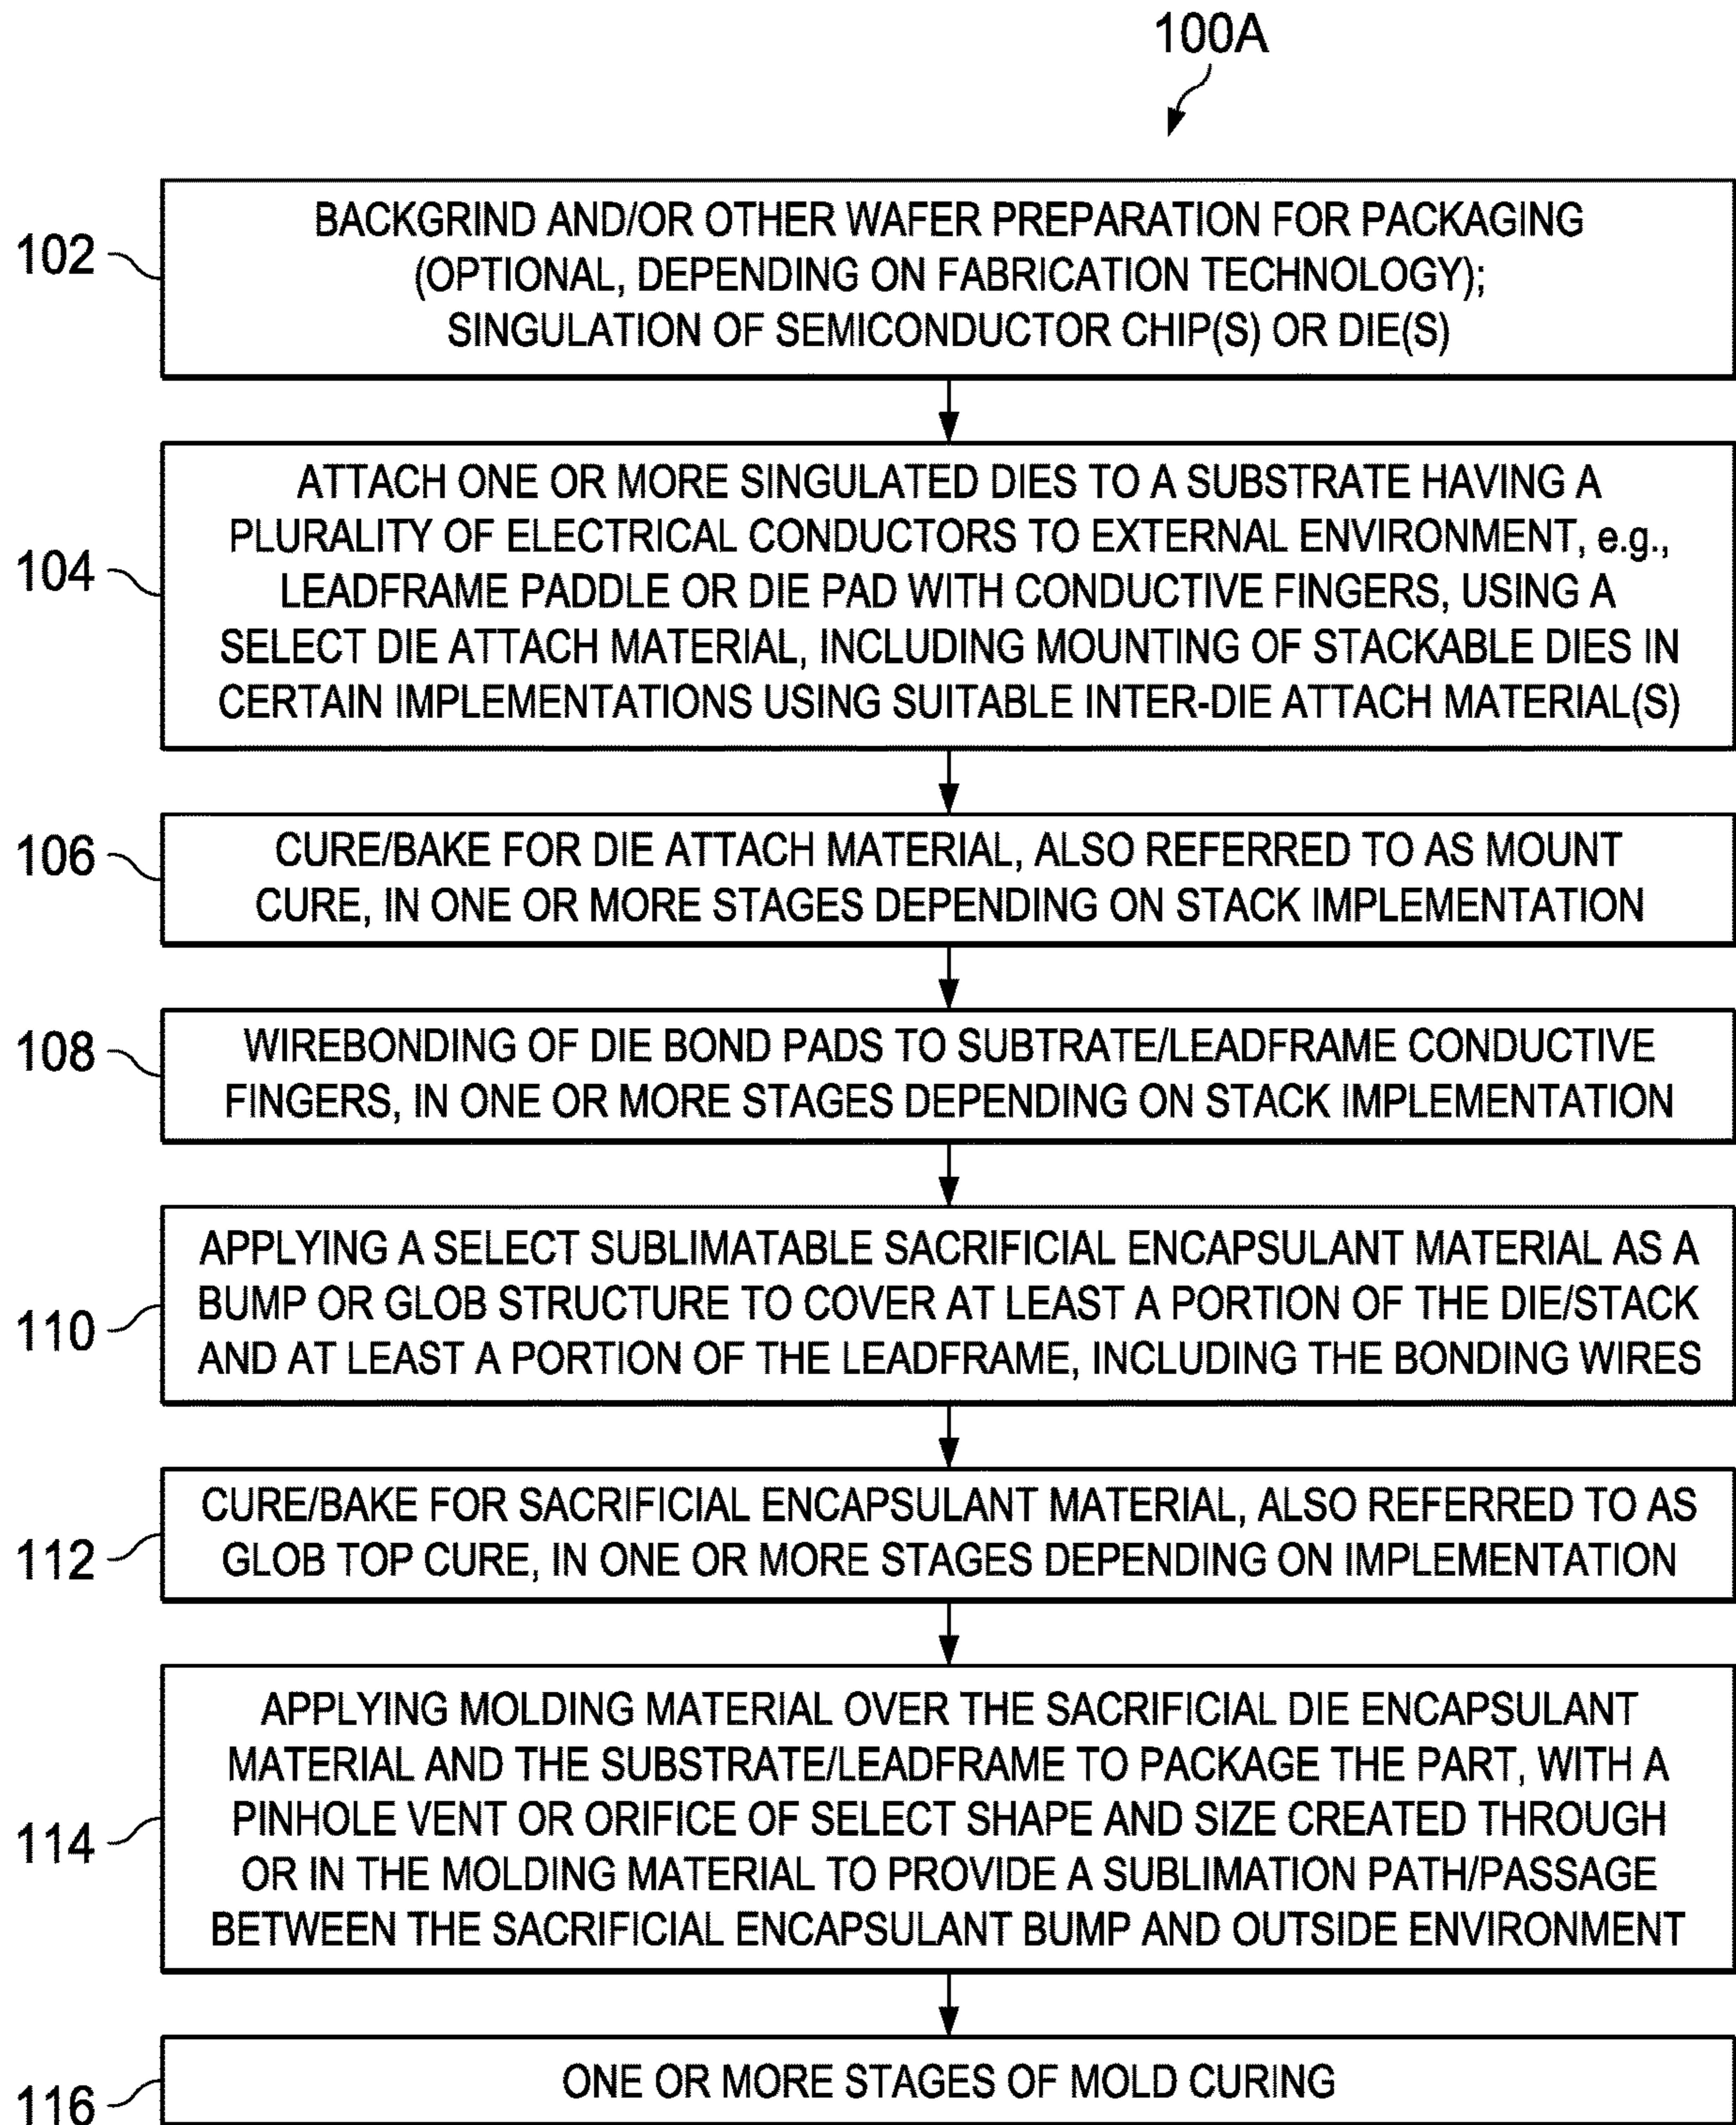 100A
102
BACKGRIND AND/OR OTHER WAFER PREPARATION FOR PACKAGING
(OPTIONAL, DEPENDING ON FABRICATION TECHNOLOGY);
SINGULATION OF SEMICONDUCTOR CHIP(S) OR DIE(S)
104
ATTACH ONE OR MORE SINGULATED DIES TO A SUBSTRATE HAVING A
PLURALITY OF ELECTRICAL CONDUCTORS TO EXTERNAL ENVIRONMENT, e.g.,
LEADFRAME PADDLE OR DIE PAD WITH CONDUCTIVE FINGERS, USING A
SELECT DIE ATTACH MATERIAL, INCLUDING MOUNTING OF STACKABLE DIES IN
CERTAIN IMPLEMENTATIONS USING SUITABLE INTER-DIE ATTACH MATERIAL(S)
106
CURE/BAKE FOR DIE ATTACH MATERIAL, ALSO REFERRED TO AS MOUNT
CURE, IN ONE OR MORE STAGES DEPENDING ON STACK IMPLEMENTATION
108
WIREBONDING OF DIE BOND PADS TO SUBTRATE/LEADFRAME CONDUCTIVE
FINGERS, IN ONE OR MORE STAGES DEPENDING ON STACK IMPLEMENTATION
110
APPLYING A SELECT SUBLIMATABLE SACRIFICIAL ENCAPSULANT MATERIAL AS A
BUMP OR GLOB STRUCTURE TO COVER AT LEAST A PORTION OF THE DIE/STACK
AND AT LEAST A PORTION OF THE LEADFRAME, INCLUDING THE BONDING WIRES
112
CURE/BAKE FOR SACRIFICIAL ENCAPSULANT MATERIAL, ALSO REFERRED TO AS
GLOB TOP CURE, IN ONE OR MORE STAGES DEPENDING ON IMPLEMENTATION
114
APPLYING MOLDING MATERIAL OVER THE SACRIFICIAL DIE ENCAPSULANT
MATERIAL AND THE SUBSTRATE/LEADFRAME TO PACKAGE THE PART, WITH A
PINHOLE VENT OR ORIFICE OF SELECT SHAPE AND SIZE CREATED THROUGH
OR IN THE MOLDING MATERIAL TO PROVIDE A SUBLIMATION PATH/PASSAGE
BETWEEN THE SACRIFICIAL ENCAPSULANT BUMP AND OUTSIDE ENVIRONMENT
116
ONE OR MORE STAGES OF MOLD CURING